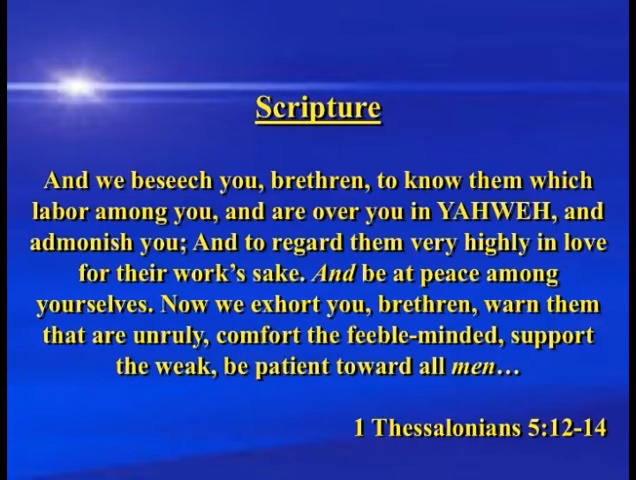 Scripture
And we beseech you, brethren, to know them which
labor among you, and are over you in YAHWEH, and
admonish you; And to regard them very highly in love
for their work’s sake. And be at peace among
yourselves. Now we exhort you, brethren, warn them
that are unruly, comfort the feeble-minded, support
the weak, be patient toward all men…
1 Thessalonians 5:12-14